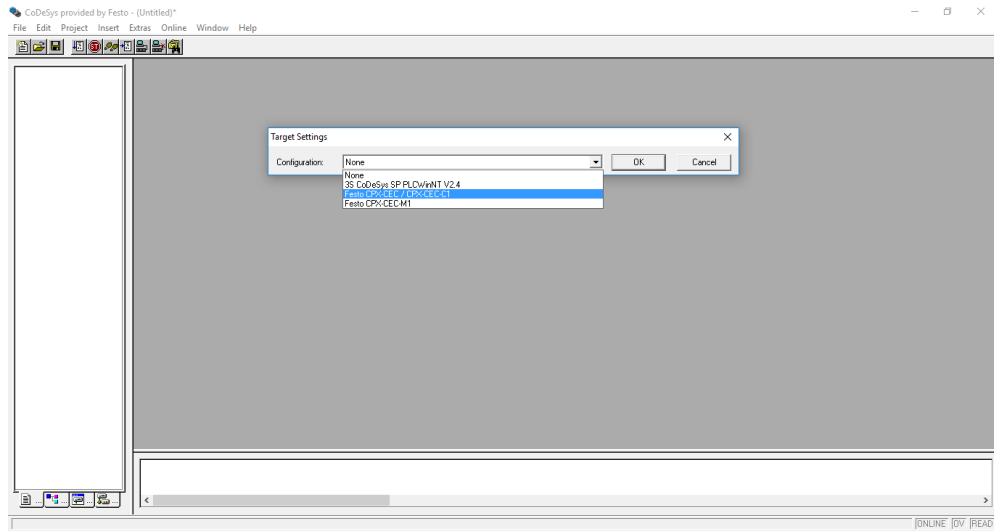 CoDeSys provided by Festo - (Untitled)*
File Edit Project Insert Extras Online Window Help
Target Settings
Configuration: None OK Cancel
None
3S CoDeSys SP PLCWinNT V2.4
Festo CPX-CEC / CPX-CEC-C1
Festo CPX-CEC-M1
ONLINE OV READ